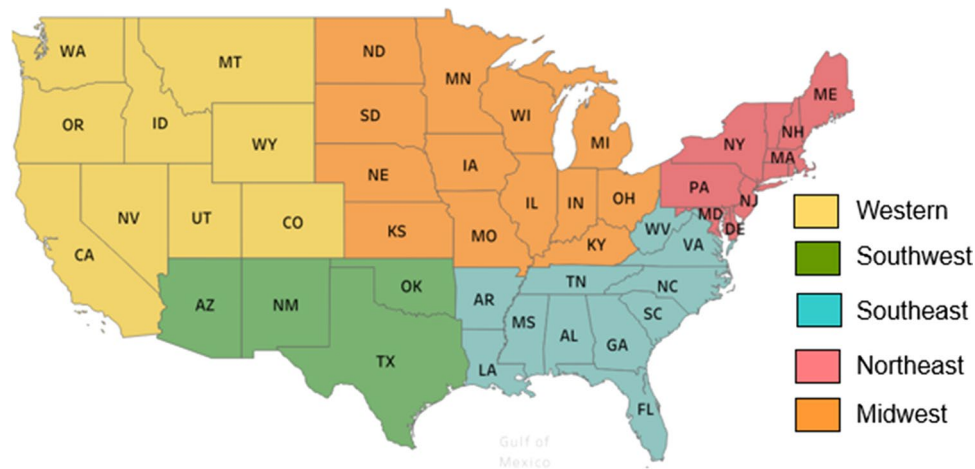 WA
MT
ND
MN
ME
OR
ID
SD
WI
NY
NH
WY
MI
MA
IA
NE
PA
NV
UT
CO
IL
IN
OH
NJ
Western
KS
MO
KY
WV
MD
DE
VA
CA
Southwest
AZ
NM
OK
AR
TN
NC
Southeast
MS
AL
GA
SC
TX
LA
Northeast
FL
Midwest
Gulf of
Mexico